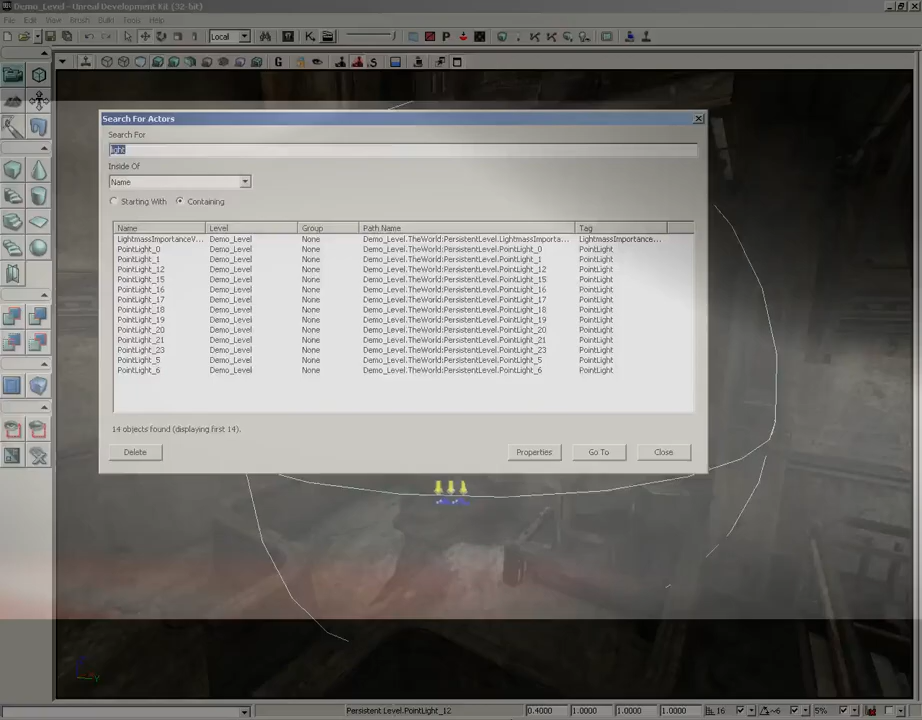 Demo_Level - Unreal Development Kit (32-bit)
File Edit View Brush Build Tools Help
Local K P S
G S
Search For Actors
Search For
light
Inside Of
Name
Starting With Containing
Name Level Group Path Name Tag
LightmassImportanceV... Demo_Level None Demo_Level.TheWorld:PersistentLevel.LightmassImporta... LightmassImportance...
PointLight_0 Demo_Level None Demo_Level.TheWorld:PersistentLevel.PointLight_0 PointLight
PointLight_1 Demo_Level None Demo_Level.TheWorld:PersistentLevel.PointLight_1 PointLight
PointLight_12 Demo_Level None Demo_Level.TheWorld:PersistentLevel.PointLight_12 PointLight
PointLight_15 Demo_Level None Demo_Level.TheWorld:PersistentLevel.PointLight_15 PointLight
PointLight_16 Demo_Level None Demo_Level.TheWorld:PersistentLevel.PointLight_16 PointLight
PointLight_17 Demo_Level None Demo_Level.TheWorld:PersistentLevel.PointLight_17 PointLight
PointLight_18 Demo_Level None Demo_Level.TheWorld:PersistentLevel.PointLight_18 PointLight
PointLight_19 Demo_Level None Demo_Level.TheWorld:PersistentLevel.PointLight_19 PointLight
PointLight_20 Demo_Level None Demo_Level.TheWorld:PersistentLevel.PointLight_20 PointLight
PointLight_21 Demo_Level None Demo_Level.TheWorld:PersistentLevel.PointLight_21 PointLight
PointLight_23 Demo_Level None Demo_Level.TheWorld:PersistentLevel.PointLight_23 PointLight
PointLight_5 Demo_Level None Demo_Level.TheWorld:PersistentLevel.PointLight_5 PointLight
PointLight_6 Demo_Level None Demo_Level.TheWorld:PersistentLevel.PointLight_6 PointLight
14 objects found (displaying first 14).
Delete Properties Go To Close
Persistent Level.PointLight_12 0.4000 1.0000 1.0000 1.0000 16 ~6 5%